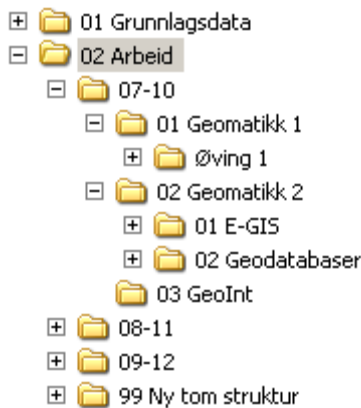 01 Grunnlagsdata
02 Arbeid
07-10
01 Geomatikk 1
Øving 1
02 Geomatikk 2
01 E-GIS
02 Geodatabaser
03 GeoInt
08-11
09-12
99 Ny tom struktur